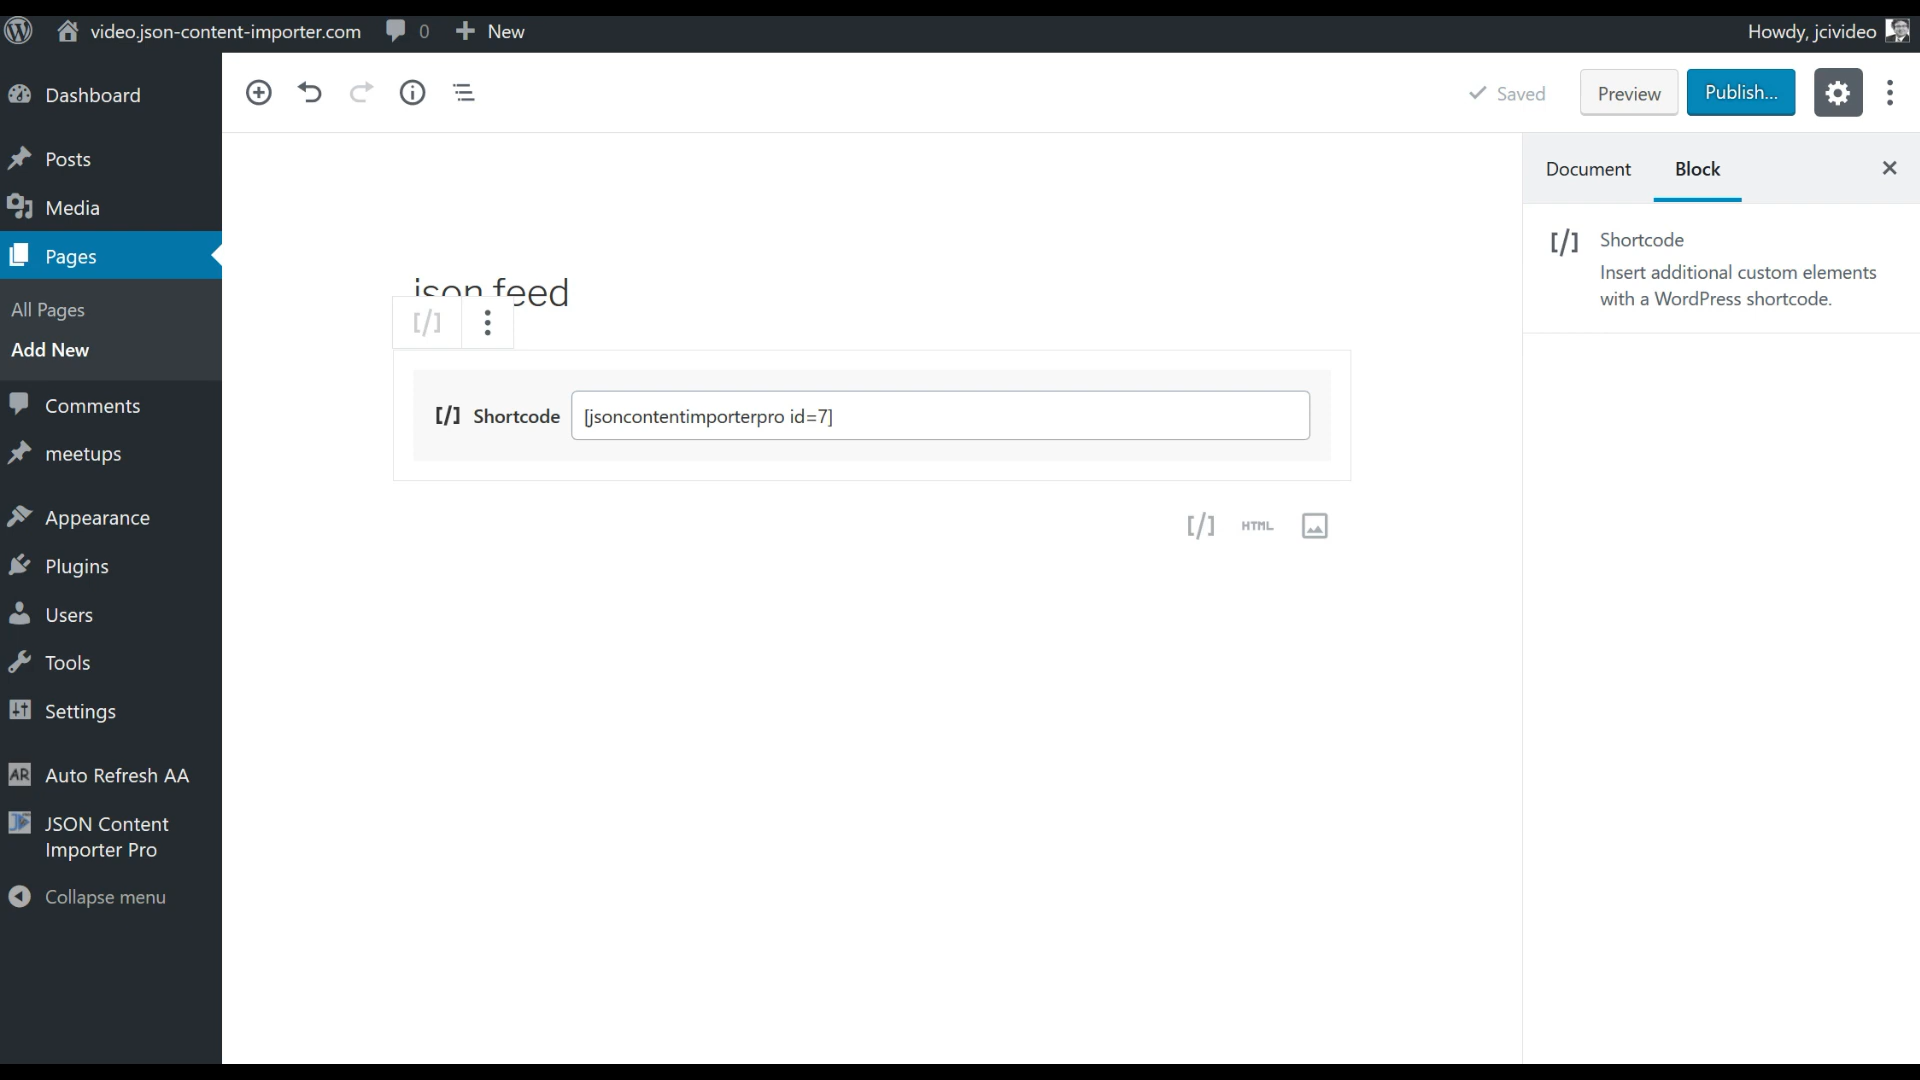 video.json-content-importer.com 0 New Howdy, jcivideo
Dashboard
Posts
Media
Pages
All Pages
Add New
Comments
meetups
Appearance
Plugins
Users
Tools
Settings
AR Auto Refresh AA
JSON Content
Importer Pro
Collapse menu
Saved Preview Publish...
json feed
[/]
[/] Shortcode [jsoncontentimporterpro id=7]
[/] HTML
Document Block
[/] Shortcode
Insert additional custom elements
with a WordPress shortcode.